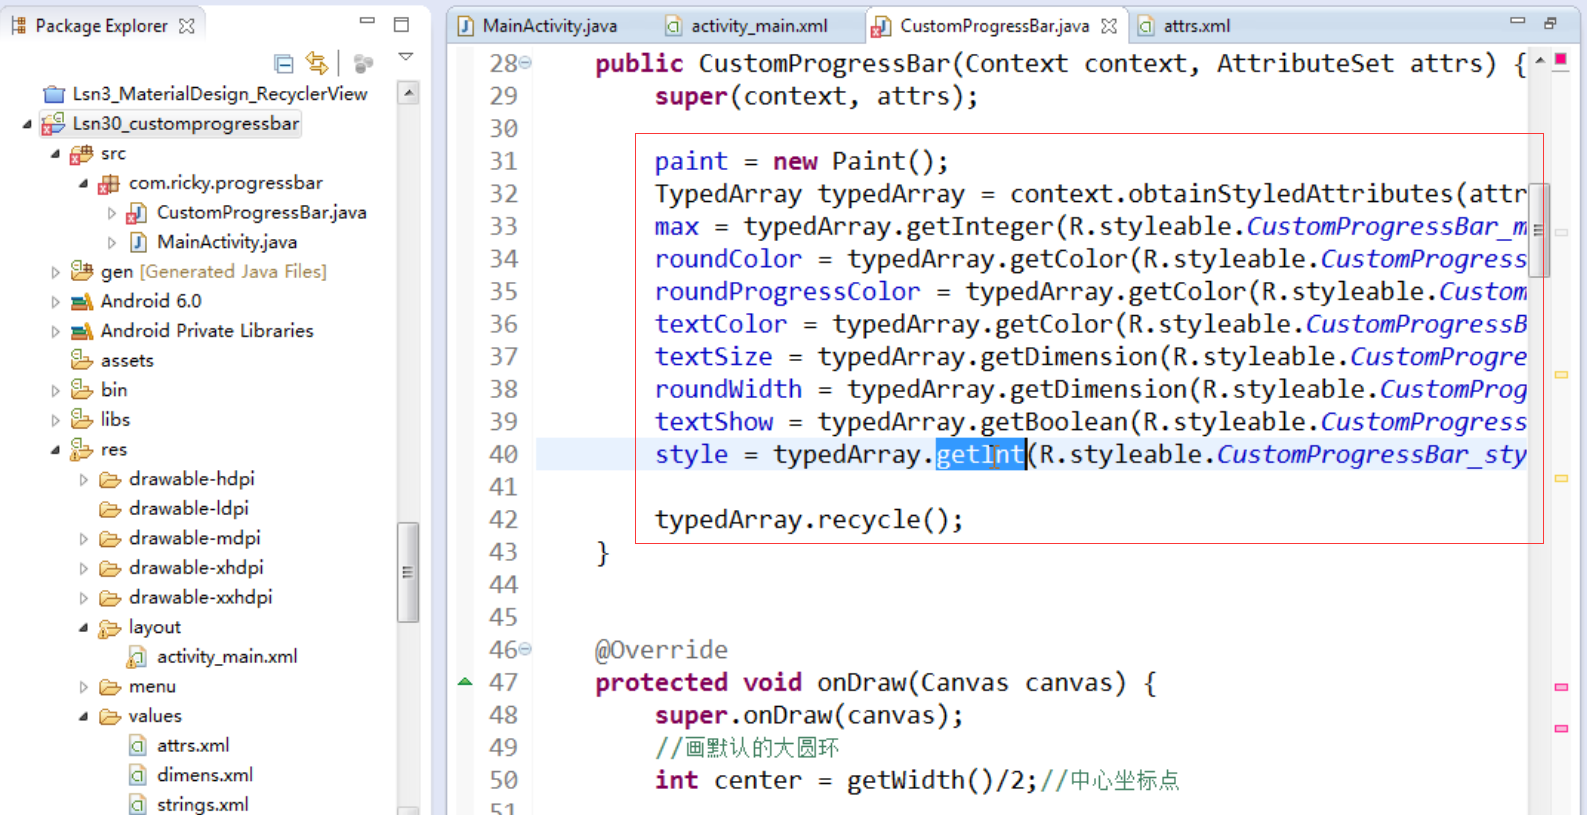 Package Explorer
Lsn3_MaterialDesign_RecyclerView
Lsn30_customprogressbar
src
com.ricky.progressbar
CustomProgressBar.java
MainActivity.java
gen [Generated Java Files]
Android 6.0
Android Private Libraries
assets
bin
libs
res
drawable-hdpi
drawable-ldpi
drawable-mdpi
drawable-xhdpi
drawable-xxhdpi
layout
activity_main.xml
menu
values
attrs.xml
dimens.xml
strings.xml
MainActivity.java activity_main.xml CustomProgressBar.java attrs.xml
28 public CustomProgressBar(Context context, AttributeSet attrs) {
29 super(context, attrs);
30
31 paint = new Paint();
32 TypedArray typedArray = context.obtainStyledAttributes(attr
33 max = typedArray.getInteger(R.styleable.CustomProgressBar_m
34 roundColor = typedArray.getColor(R.styleable.CustomProgress
35 roundProgressColor = typedArray.getColor(R.styleable.Custom
36 textColor = typedArray.getColor(R.styleable.CustomProgressB
37 textSize = typedArray.getDimension(R.styleable.CustomProgre
38 roundWidth = typedArray.getDimension(R.styleable.CustomProg
39 textShow = typedArray.getBoolean(R.styleable.CustomProgress
40 style = typedArray.getInt(R.styleable.CustomProgressBar_sty
41
42 typedArray.recycle();
43 }
44
45
46 @Override
47 protected void onDraw(Canvas canvas) {
48 super.onDraw(canvas);
49 //画默认的大圆环
50 int center = getWidth()/2;//中心坐标点
51